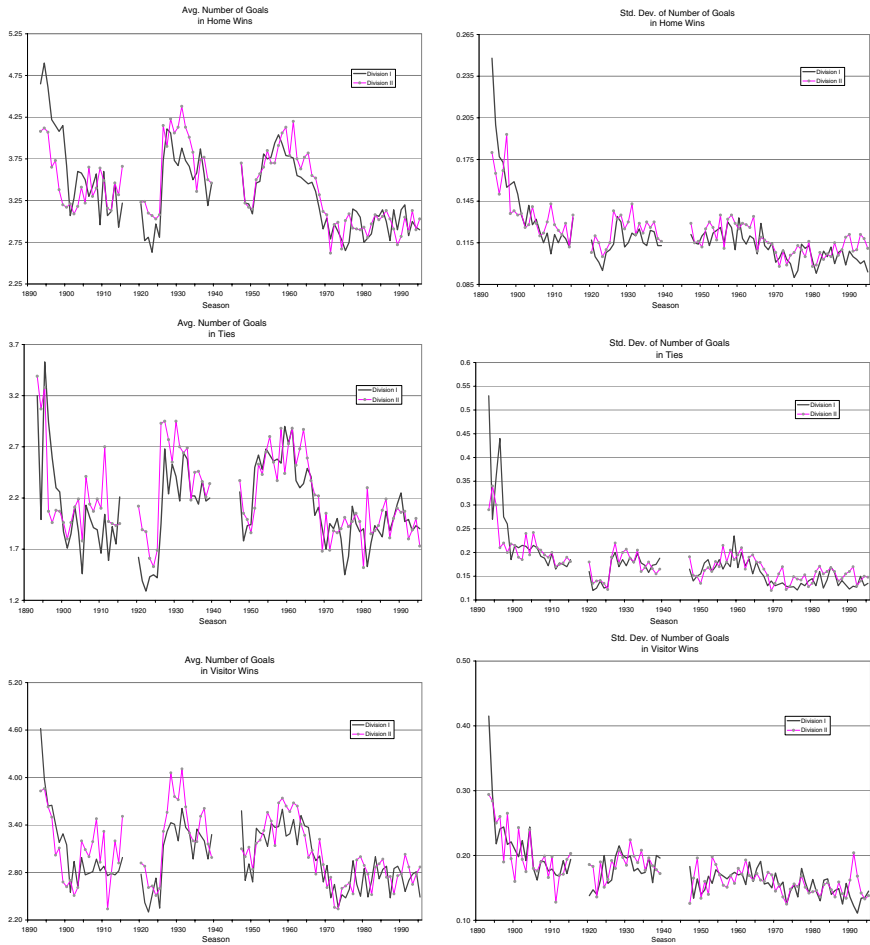 Avg. Number of Goals
in Home Wins
5.25
4.75
4.25
3.75
3.25
2.75
2.25
Division I
Division II
1890 1900 1910 1920 1930 1940 1950 1960 1970 1980 1990
Season
Std. Dev. of Number of Goals
in Home Wins
0.265
0.235
0.205
0.175
0.145
0.115
0.085
Division I
Division II
1890 1900 1910 1920 1930 1940 1950 1960 1970 1980 1990
Season
Avg. Number of Goals
in Ties
3.7
3.2
2.7
2.2
1.7
1.2
Division I
Division II
1890 1900 1910 1920 1930 1940 1950 1960 1970 1980 1990
Season
Std. Dev. of Number of Goals
in Ties
0.6
0.55
0.5
0.45
0.4
0.35
0.3
0.25
0.2
0.15
0.1
Division I
Division II
1890 1900 1910 1920 1930 1940 1950 1960 1970 1980 1990
Season
Avg. Number of Goals
in Visitor Wins
5.20
4.60
4.00
3.40
2.80
2.20
Division I
Division II
1890 1900 1910 1920 1930 1940 1950 1960 1970 1980 1990
Season
Std. Dev. of Number of Goals
in Visitor Wins
0.50
0.40
0.30
0.20
0.10
Division I
Division II
1890 1900 1910 1920 1930 1940 1950 1960 1970 1980 1990
Season